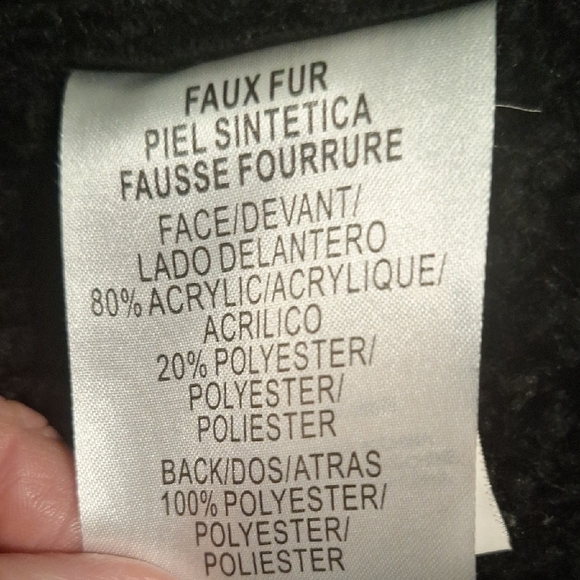 FAUX FUR
PIEL SINTETICA
FAUSSE FOURRURE
FACE/DEVANT/
LADO DELANTERO
80% ACRYLIC/ACRYLIQUE/
ACRILICO
20% POLYESTER/
POLYESTER/
POLIESTER
BACK/DOS/ATRAS
100% POLYESTER/
POLYESTER/
POLIESTER